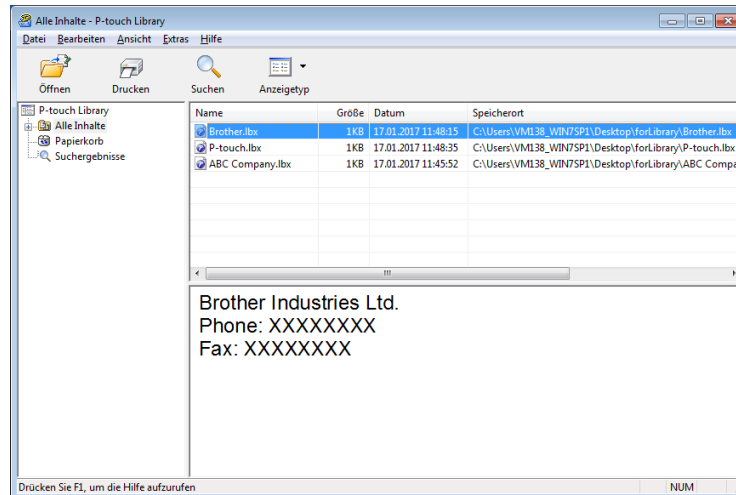 Alle Inhalte - P-touch Library
Datei Bearbeiten Ansicht Extras Hilfe
Öffnen Drucken Suchen Anzeigetyp
P-touch Library
Alle Inhalte
Papierkorb
Suchergebnisse
Name Größe Datum Speicherort
Brother.lbx 1KB 17.01.2017 11:48:15 C:\Users\VM138_WIN7SP1\Desktop\forLibrary\Brother.lbx
P-touch.lbx 1KB 17.01.2017 11:48:35 C:\Users\VM138_WIN7SP1\Desktop\forLibrary\P-touch.lbx
ABC Company.lbx 1KB 17.01.2017 11:45:52 C:\Users\VM138_WIN7SP1\Desktop\forLibrary\ABC Compa
Brother Industries Ltd.
Phone: XXXXXXXX
Fax: XXXXXXXX
Drücken Sie F1, um die Hilfe aufzurufen NUM